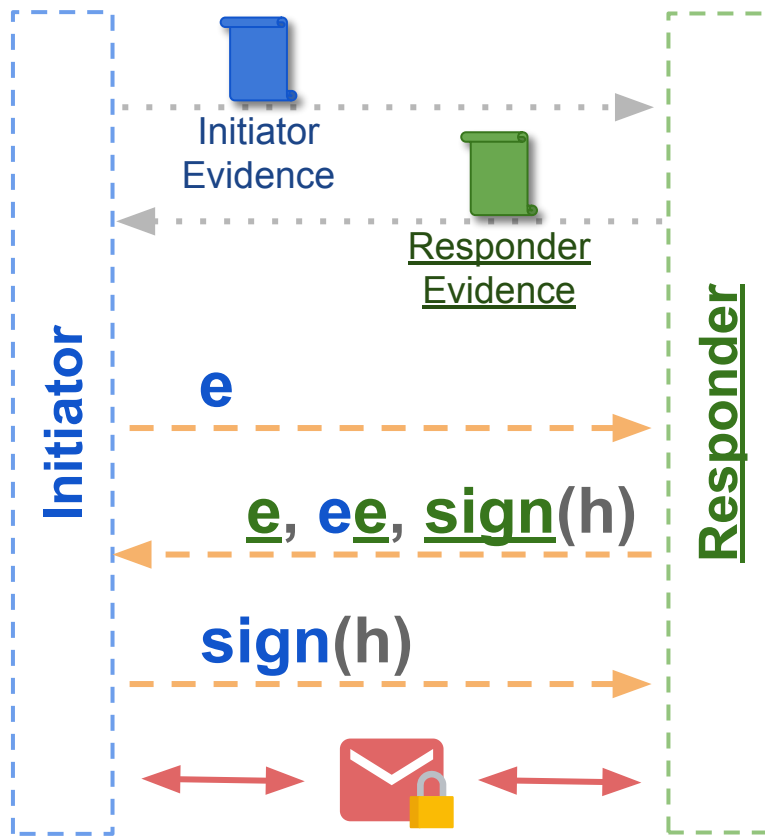 Initiator
Evidence
Responder
Evidence
Initiator
Responder
e
e, ee, sign(h)
sign(h)